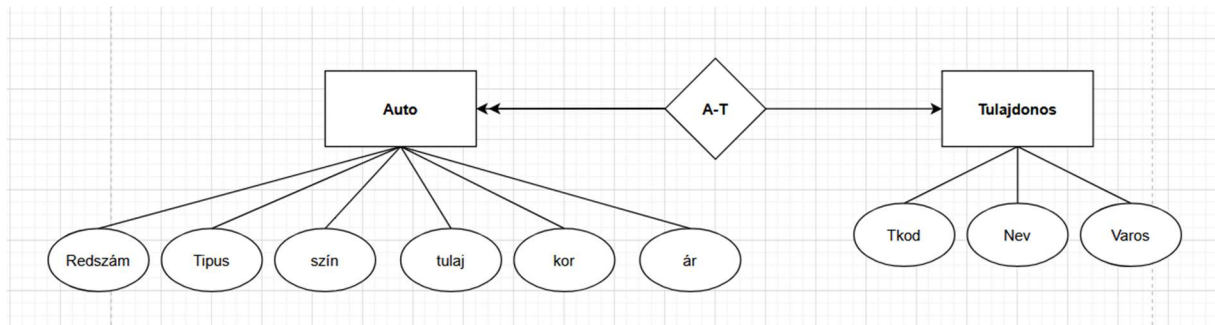 Auto
A-T
Tulajdonos
Redszám
Tipus
szín
tulaj
kor
ár
Tkod
Nev
Varos